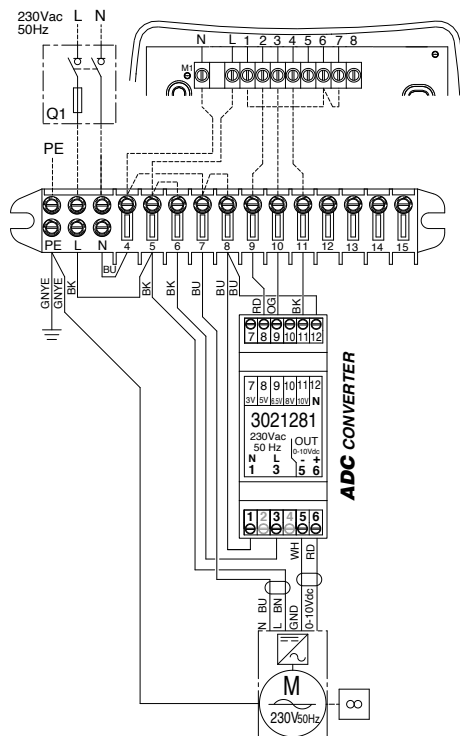 230Vac L N
50Hz
Q1
PE
N L 1 2 3 4 5 6 7 8
M1
PE L N 4 5 6 7 8 9 10 11 12 13 14 15
GNYE GNYE BK BU BK BK BU BU BU RD OG BK
7 8 9 10 11 12
7 8 9 10 11 12
3V 5V 6.5V 8V 10V N
3021281
230Vac
50 Hz
OUT
0-10Vdc
N L - +
1 3 5 6
ADC CONVERTER
1 2 3 4 5 6
WH RD
N BU L BN GND 0-10Vdc
M
230V50Hz
8